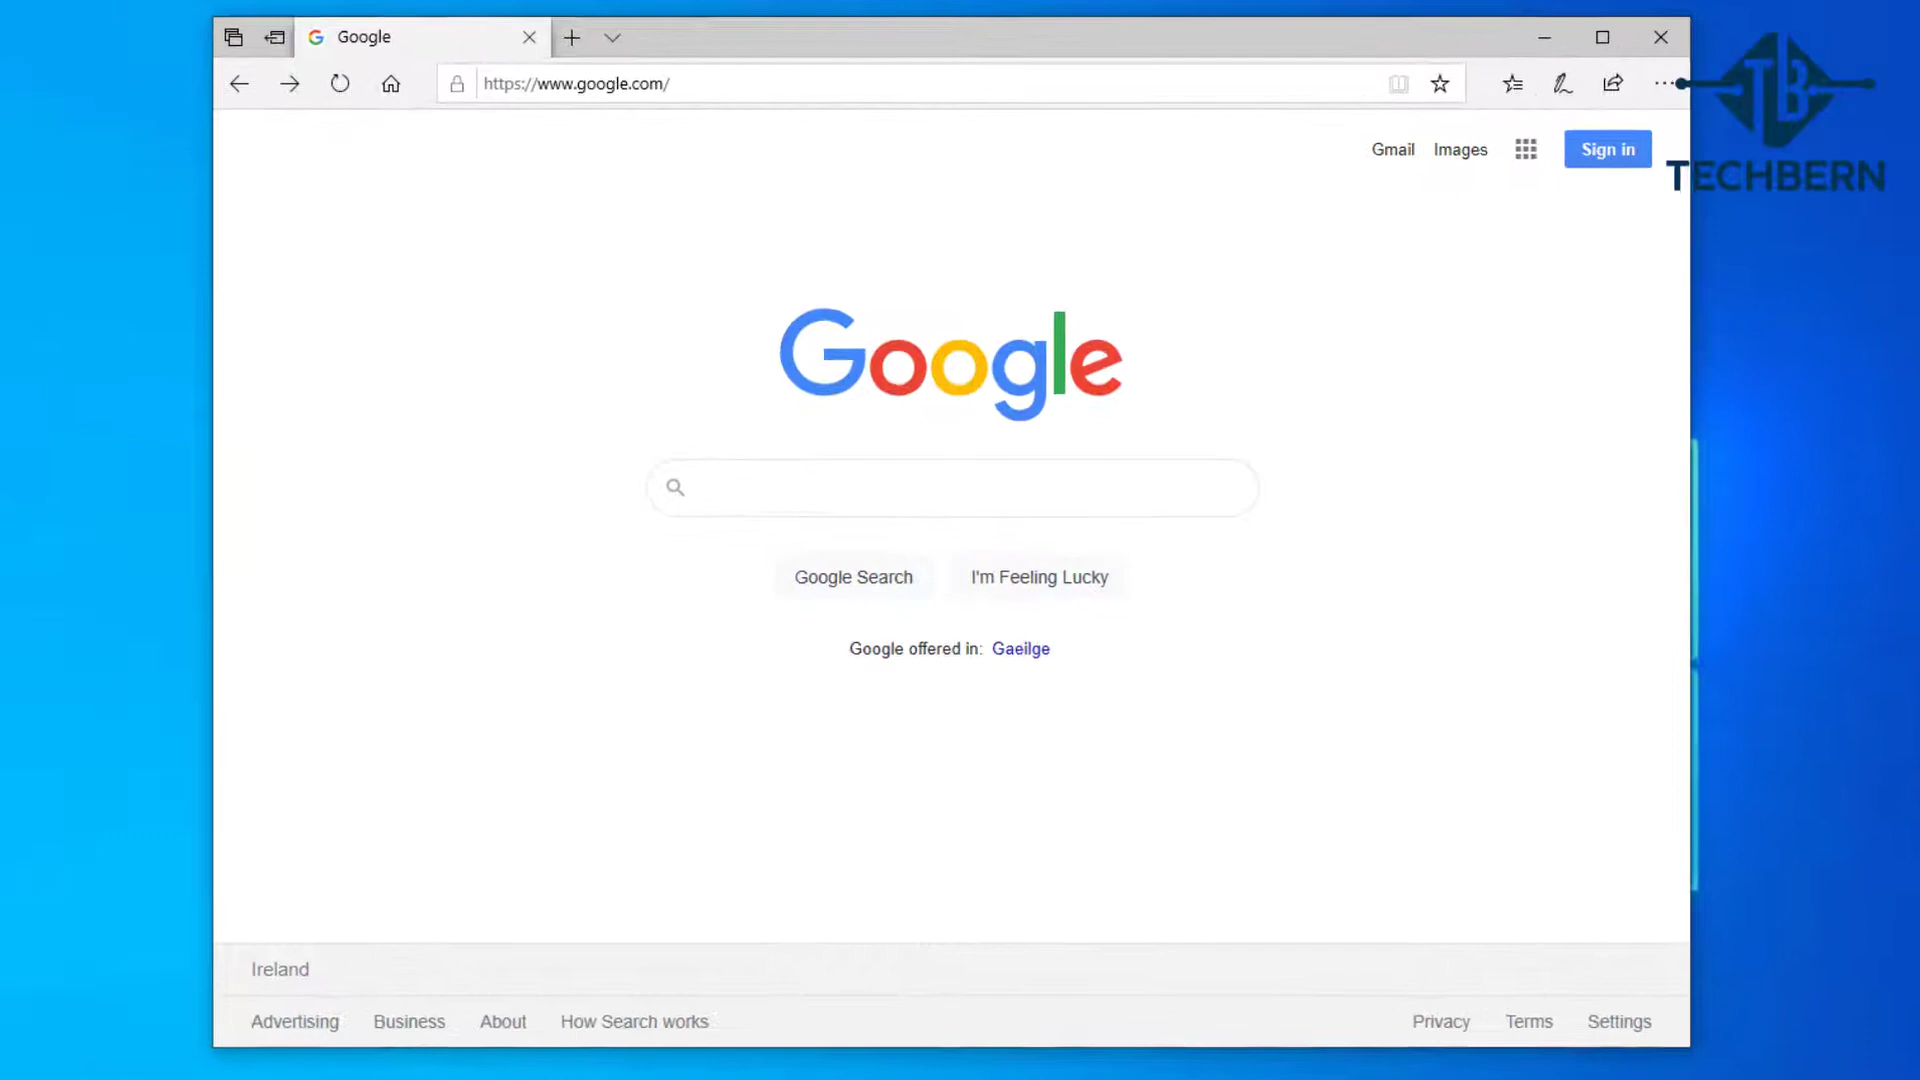 Google
https://www.google.com/
TB
TECHBERN
Gmail Images Sign in
Google
Google Search I'm Feeling Lucky
Google offered in: Gaeilge
Ireland
Advertising Business About How Search works Privacy Terms Settings